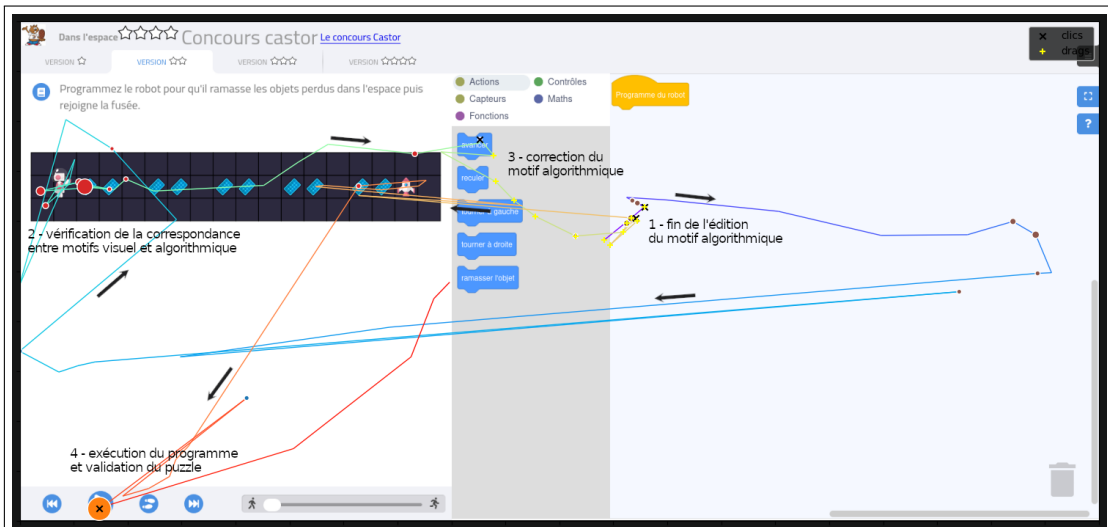 Dans l'espace Concours castor Le concours Castor
clics
drags
VERSION VERSION VERSION VERSION
Programmez le robot pour qu'il ramasse les objets perdus dans l'espace puis
rejoigne la fusée.
Actions Contrôles
Capteurs Maths
Fonctions
Programme du robot
?
avancer
reculer
tourner à gauche
tourner à droite
ramasser l'objet
3 - correction du
motif algorithmique
1 - fin de l'édition
du motif algorithmique
2 - vérification de la correspondance
entre motifs visuel et algorithmique
4 - exécution du programme
et validation du puzzle